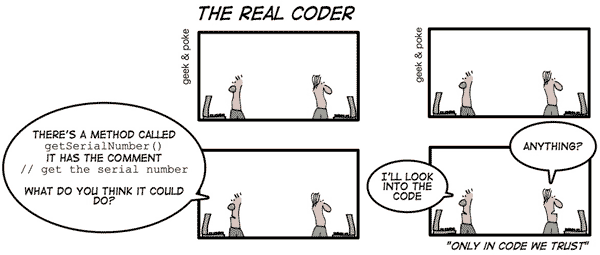 THE REAL CODER
geek & poke
THERE'S A METHOD CALLED
getSerialNumber()
IT HAS THE COMMENT
// get the serial number
WHAT DO YOU THINK IT COULD
DO?
geek & poke
ANYTHING?
I'LL LOOK
INTO THE
CODE
"ONLY IN CODE WE TRUST"